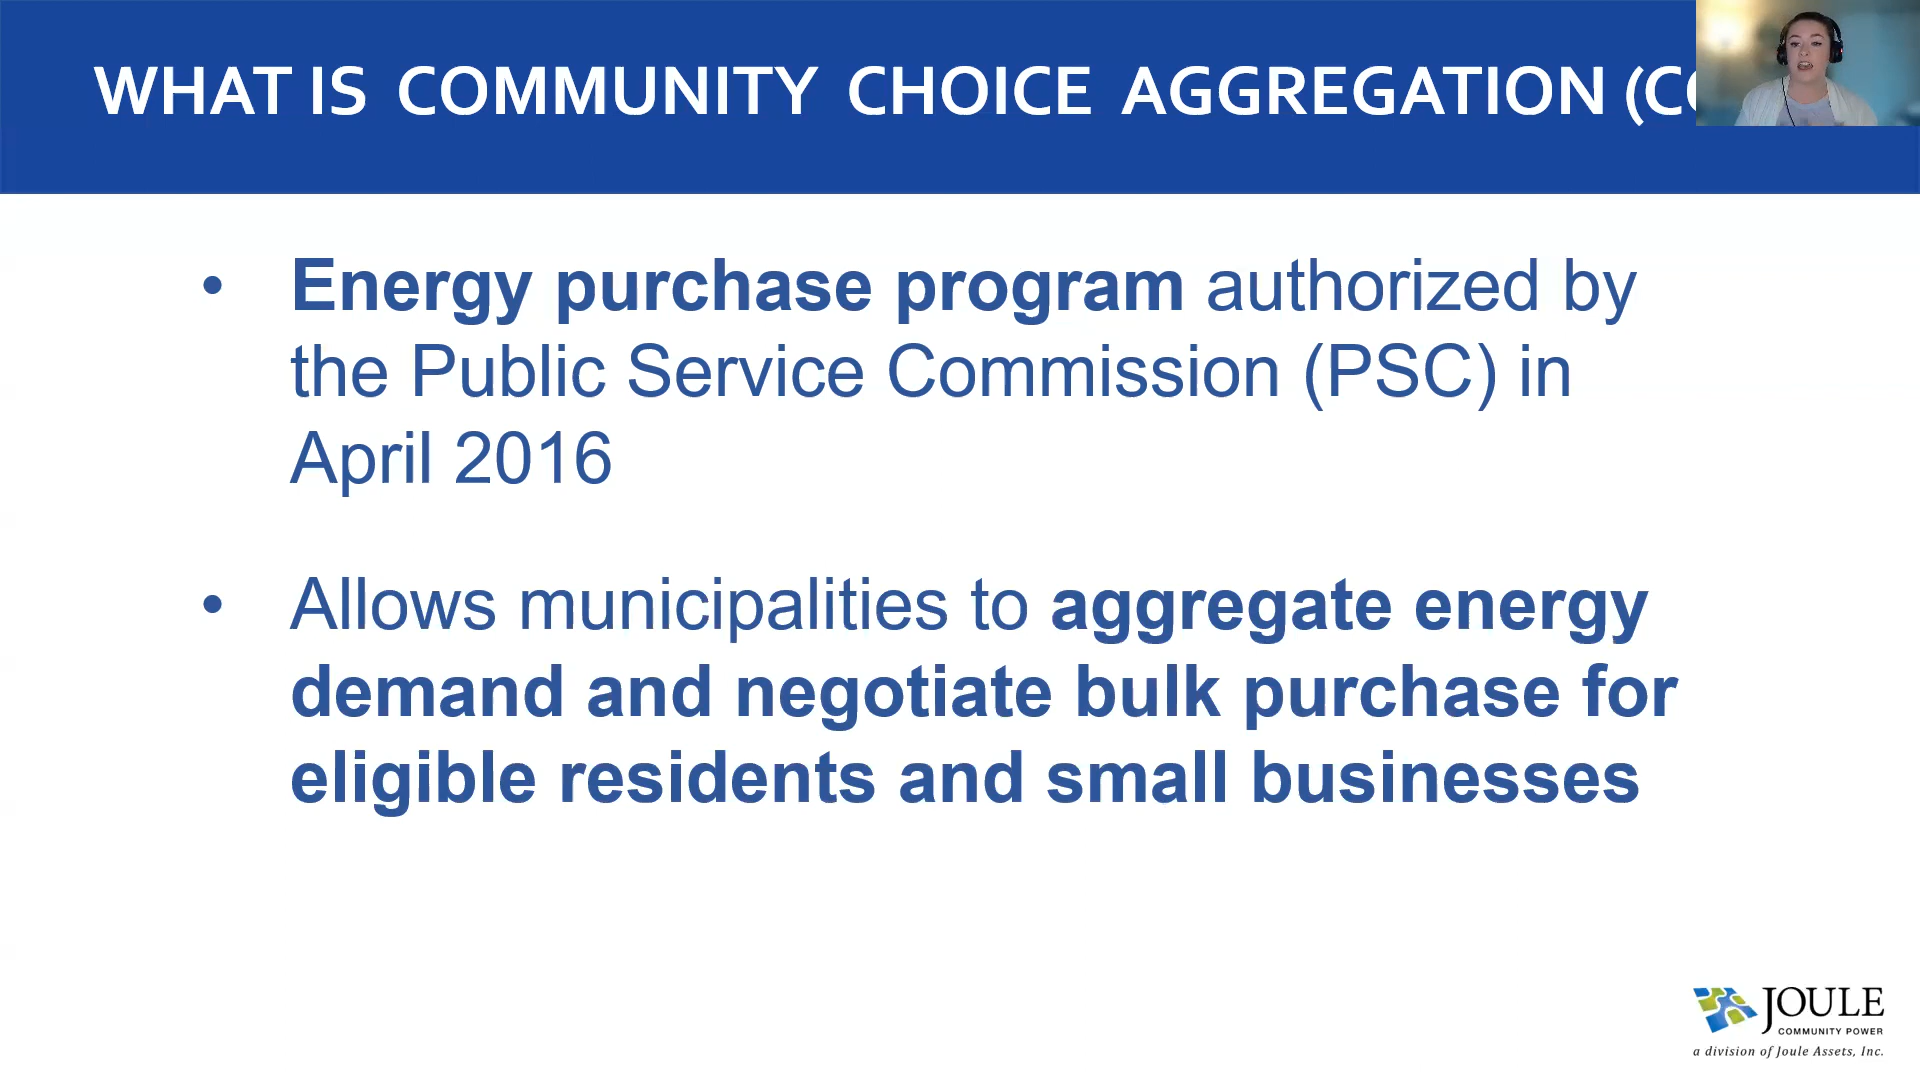 WHAT IS COMMUNITY CHOICE AGGREGATION (CC
• Energy purchase program authorized by
the Public Service Commission (PSC) in
April 2016
• Allows municipalities to aggregate energy
demand and negotiate bulk purchase for
eligible residents and small businesses
JOULE
COMMUNITY POWER
a division of Joule Assets, Inc.